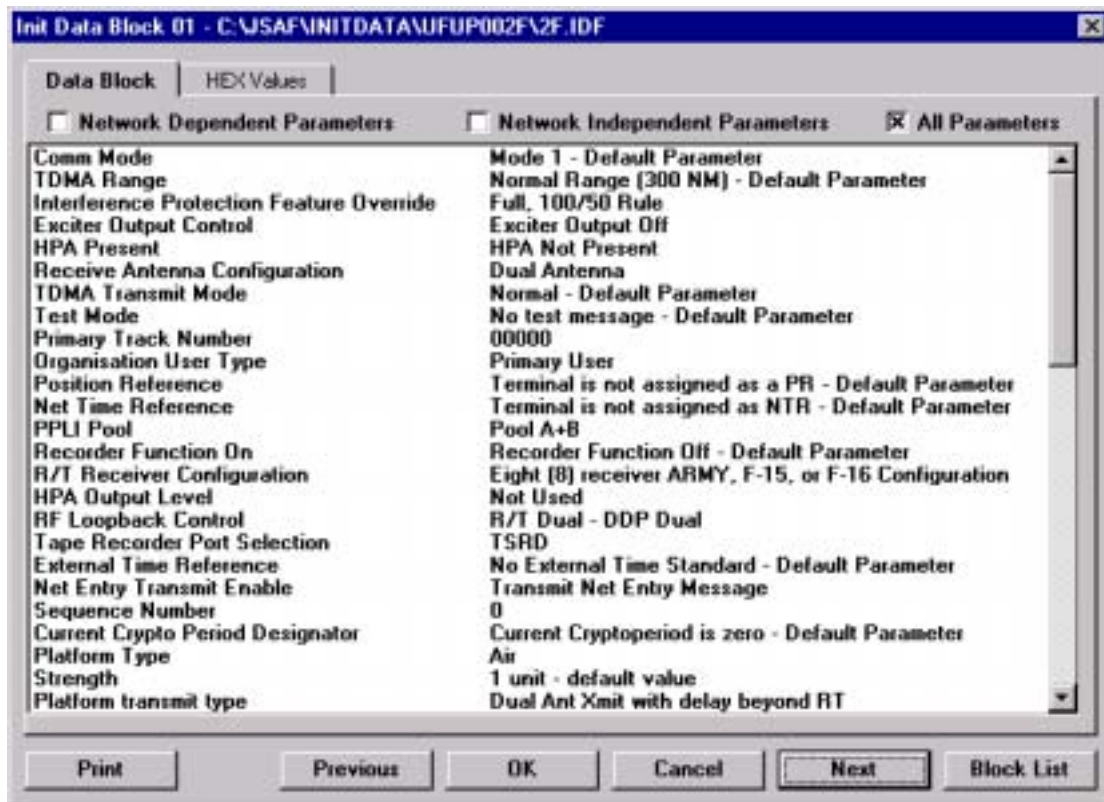 Init Data Block 01 - C:\JSAF\INITDATA\UFUP002F\2F.IDF
Data Block HEX Values
Network Dependent Parameters Network Independent Parameters All Parameters
Comm Mode Mode 1 - Default Parameter
TDMA Range Normal Range (300 NM) - Default Parameter
Interference Protection Feature Override Full, 100/50 Rule
Exciter Output Control Exciter Output Off
HPA Present HPA Not Present
Receive Antenna Configuration Dual Antenna
TDMA Transmit Mode Normal - Default Parameter
Test Mode No test message - Default Parameter
Primary Track Number 00000
Organisation User Type Primary User
Position Reference Terminal is not assigned as a PR - Default Parameter
Net Time Reference Terminal is not assigned as NTR - Default Parameter
PPLI Pool Pool A+B
Recorder Function On Recorder Function Off - Default Parameter
R/T Receiver Configuration Eight (8) receiver ARMY, F-15, or F-16 Configuration
HPA Output Level Not Used
RF Loopback Control R/T Dual - DDP Dual
Tape Recorder Port Selection TSRD
External Time Reference No External Time Standard - Default Parameter
Net Entry Transmit Enable Transmit Net Entry Message
Sequence Number 0
Current Crypto Period Designator Current Cryptoperiod is zero - Default Parameter
Platform Type Air
Strength 1 unit - default value
Platform transmit type Dual Ant Xmit with delay beyond RT
Print Previous OK Cancel Next Block List